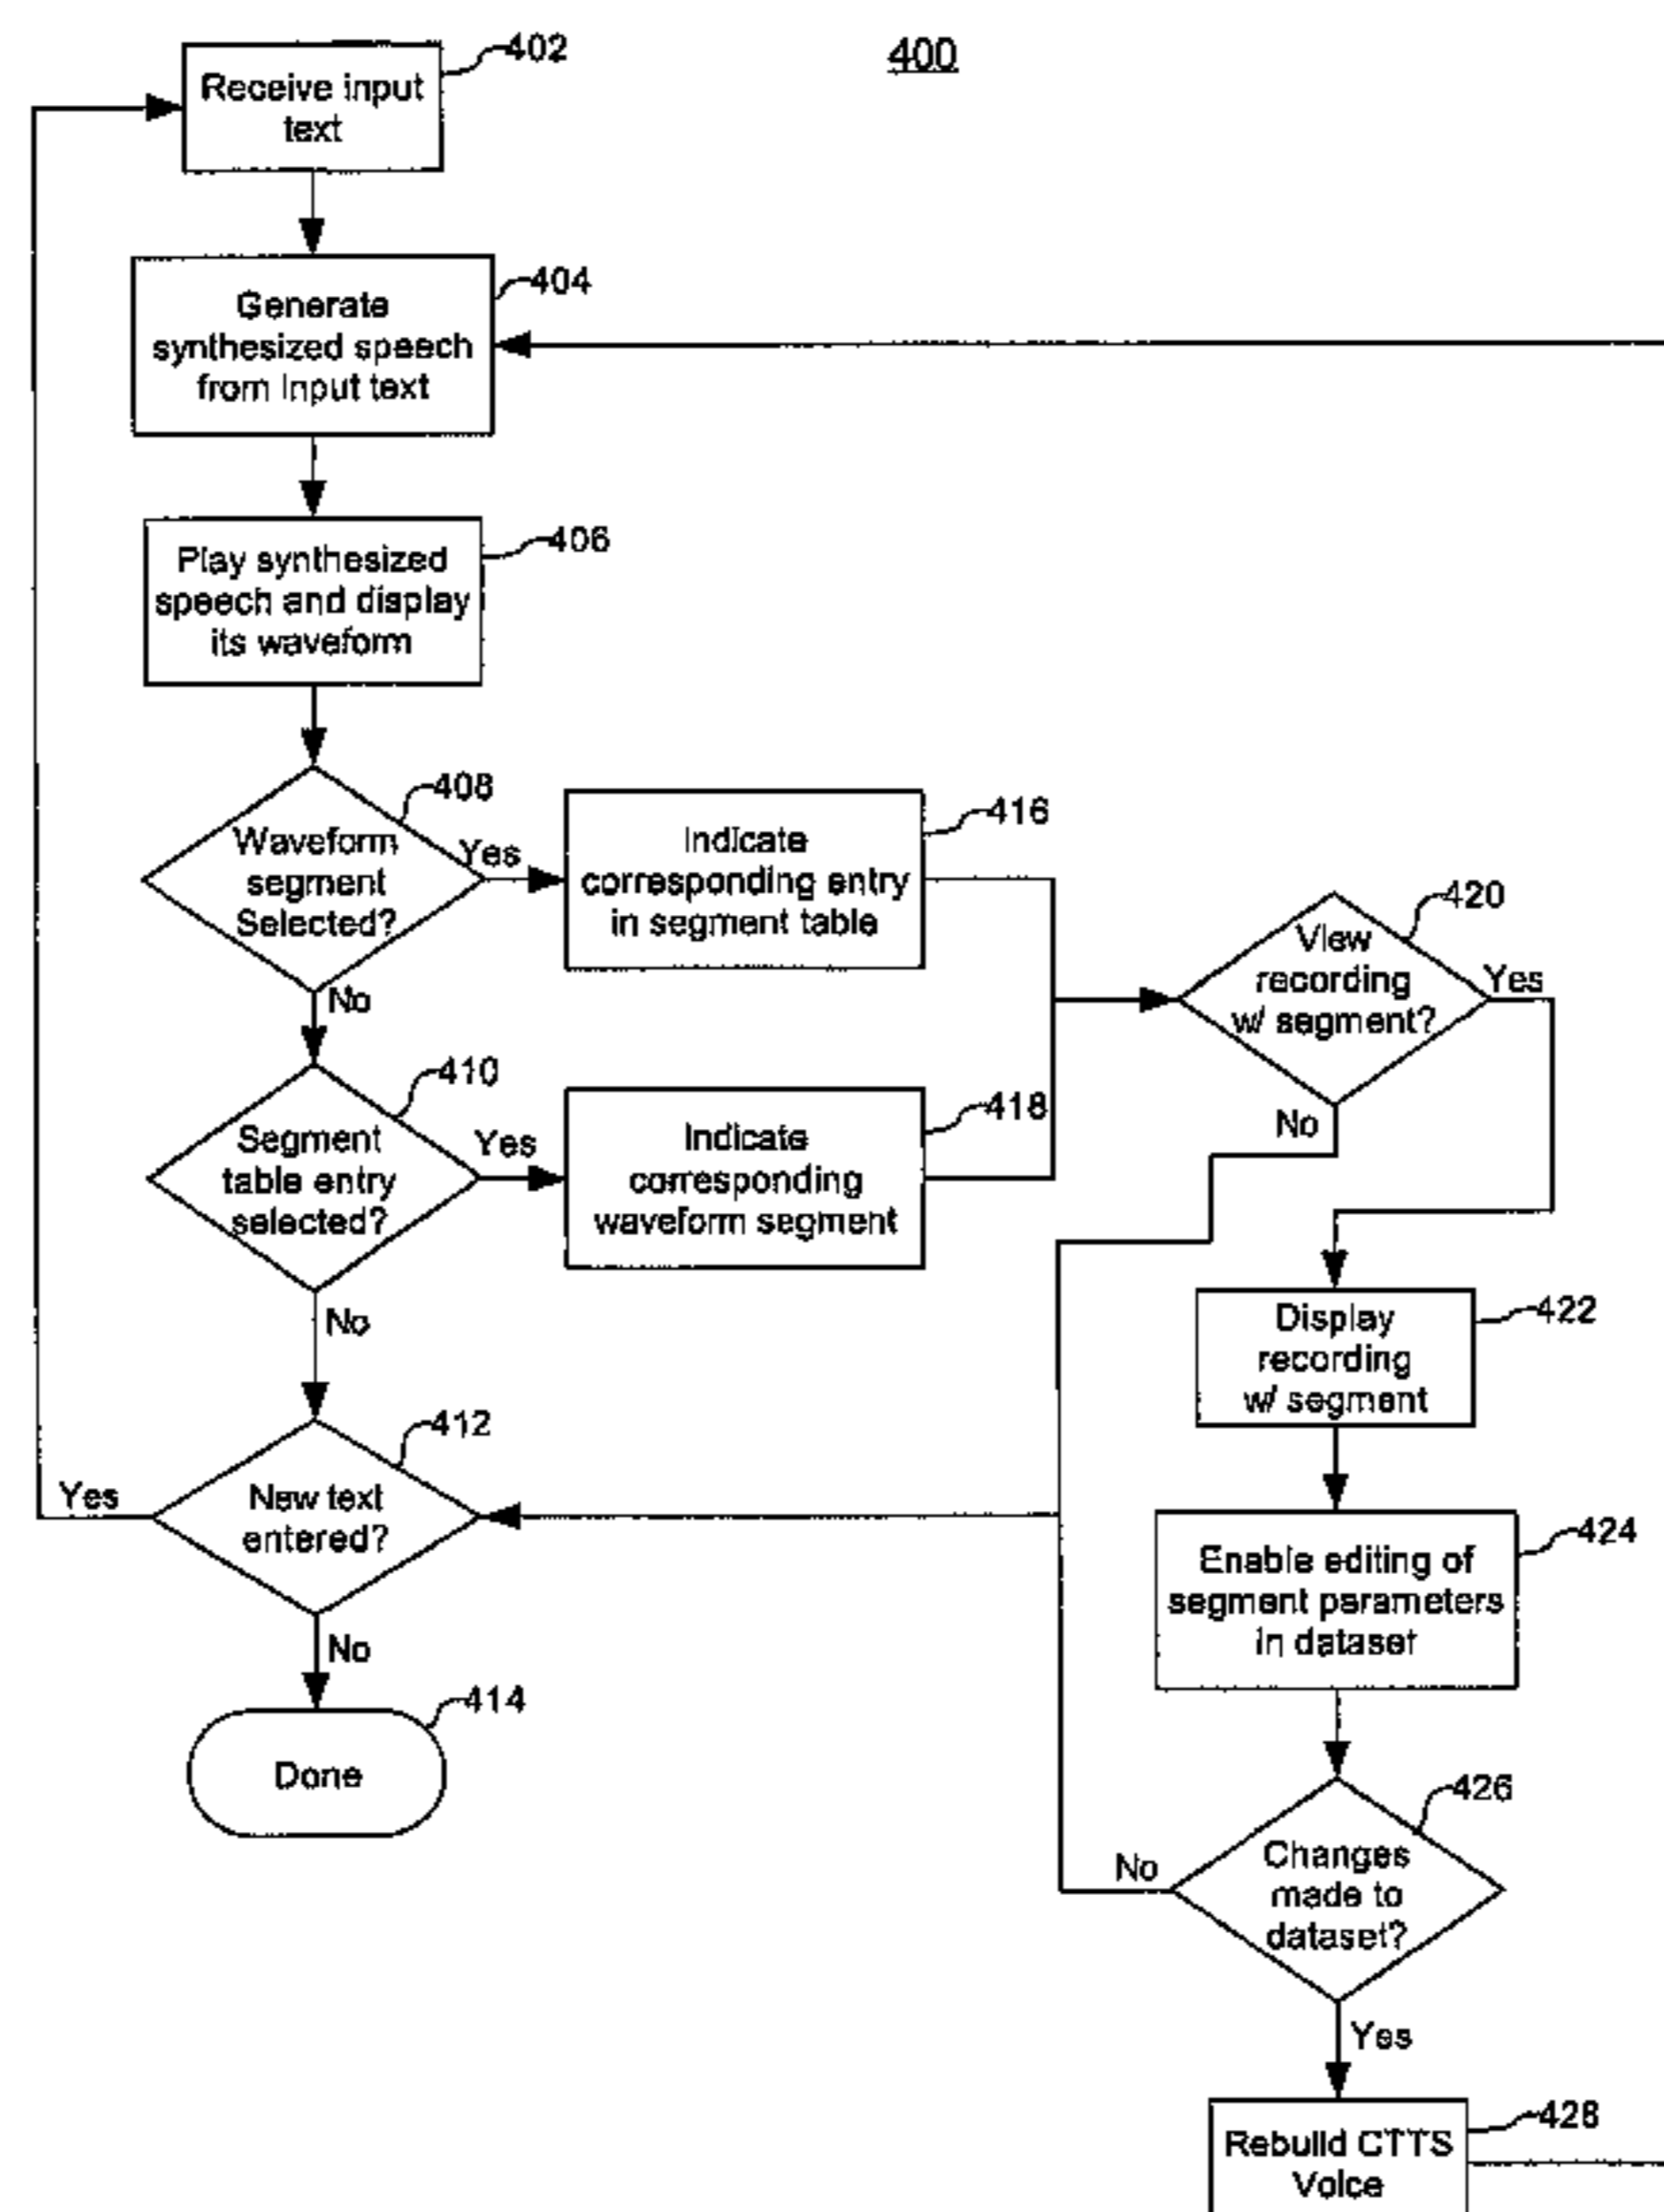 400
402
Receive input
text
404
Generate
synthesized speech
from Input text
406
Play synthesized
speech and display
its waveform
408
Waveform
segment
Selected?
Yes
No
416
Indicate
corresponding entry
in segment table
410
Segment
table entry
selected?
Yes
No
418
Indicate
corresponding
waveform segment
412
New text
entered?
Yes
No
414
Done
420
View
recording
w/ segment?
Yes
No
422
Display
recording
w/ segment
424
Enable editing of
segment parameters
in dataset
426
Changes
made to
dataset?
No
Yes
428
Rebuild CTTS
Voice